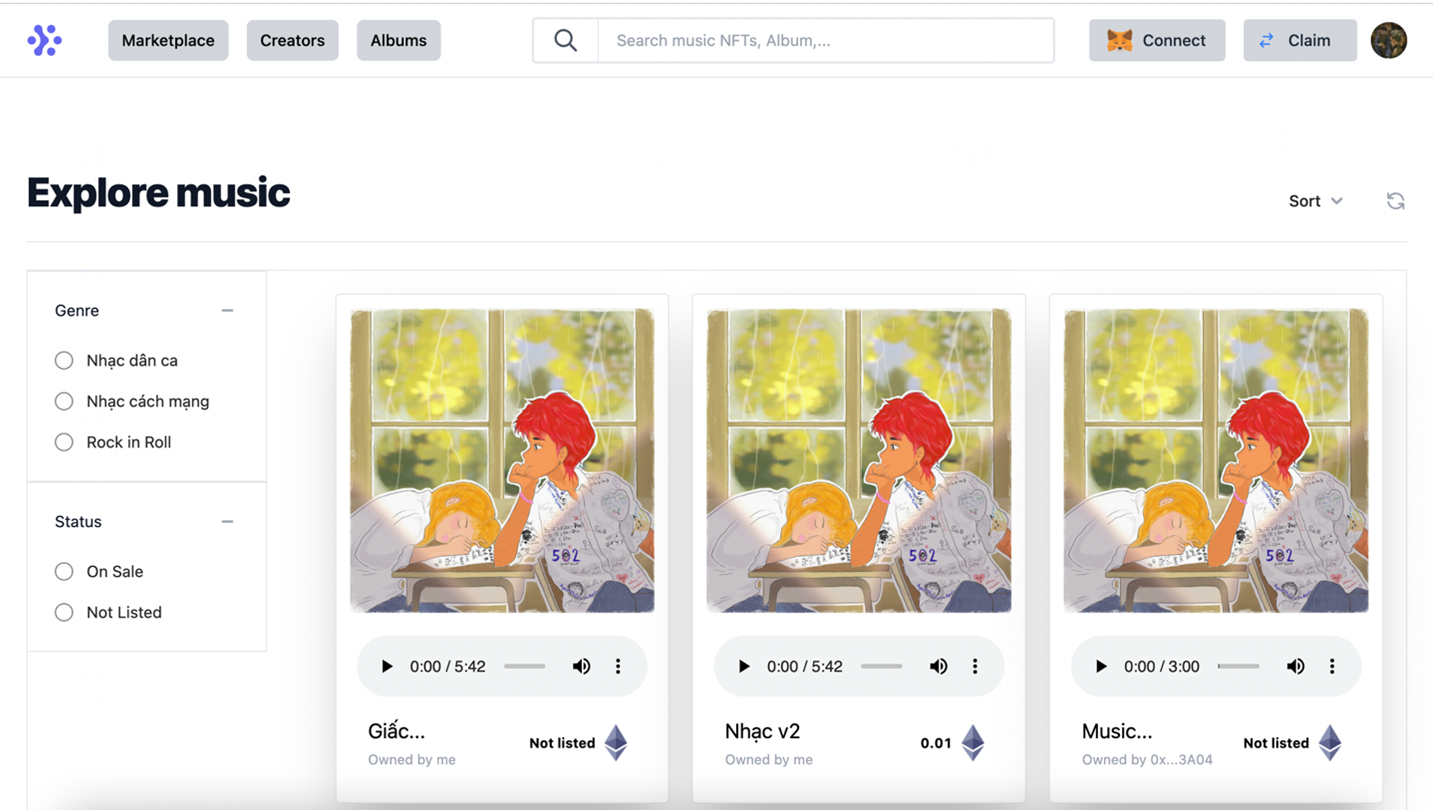 Marketplace Creators Albums Search music NFTs, Album,... Connect Claim
Explore music
Sort
Genre
Nhạc dân ca
Nhạc cách mạng
Rock in Roll
Status
On Sale
Not Listed
502
0:00 / 5:42
Giấc...
Owned by me
Not listed
502
0:00 / 5:42
Nhạc v2
Owned by me
0.01
502
0:00 / 3:00
Music...
Owned by 0x...3A04
Not listed